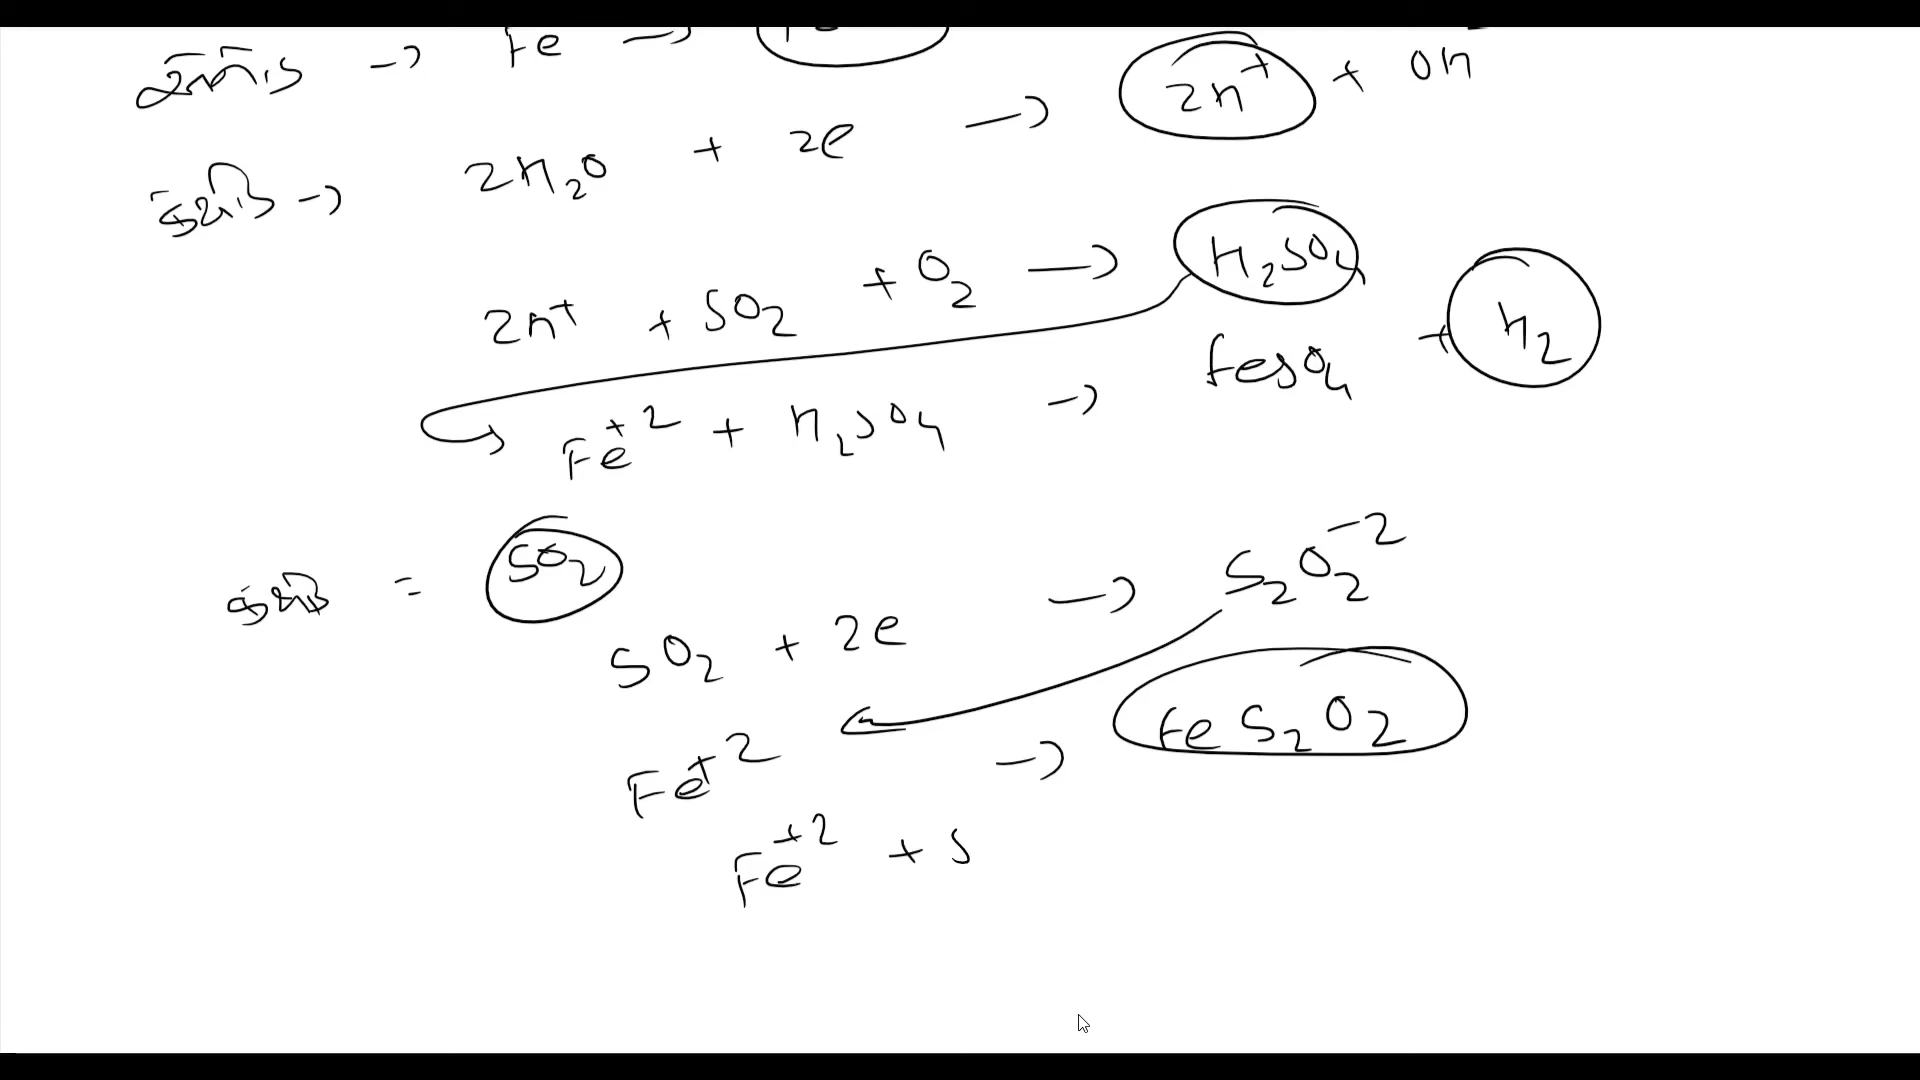 → Fe →
→ 2H₂O + 2e → 2H⁺ + OH⁻
2H⁺ + SO₂ + O₂ → H₂SO₄
Fe⁺² + H₂SO₄ → FeSO₄ + H₂
= SO₂
SO₂ + 2e → S₂O₂⁻²
Fe⁺² → FeS₂O₂
Fe⁺² + S